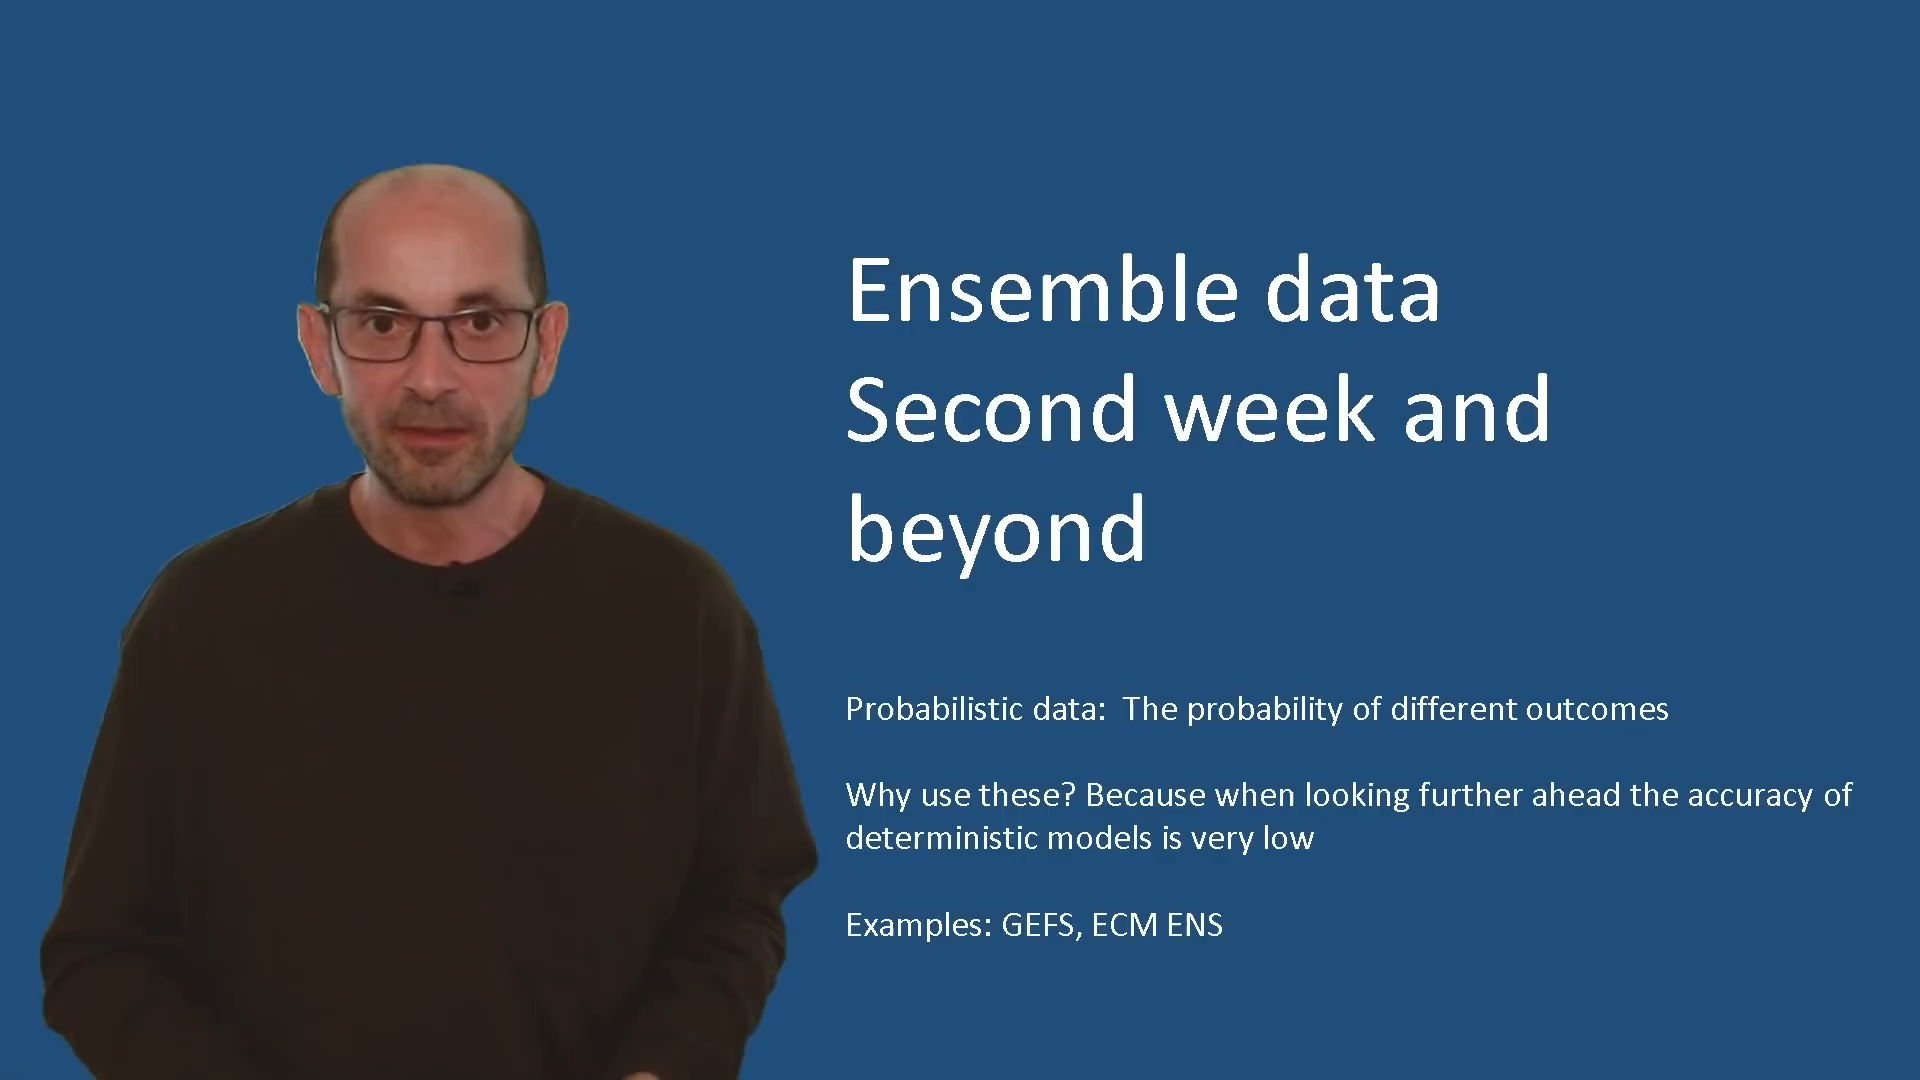 Ensemble data
Second week and
beyond
Probabilistic data:  The probability of different outcomes
Why use these? Because when looking further ahead the accuracy of
deterministic models is very low
Examples: GEFS, ECM ENS